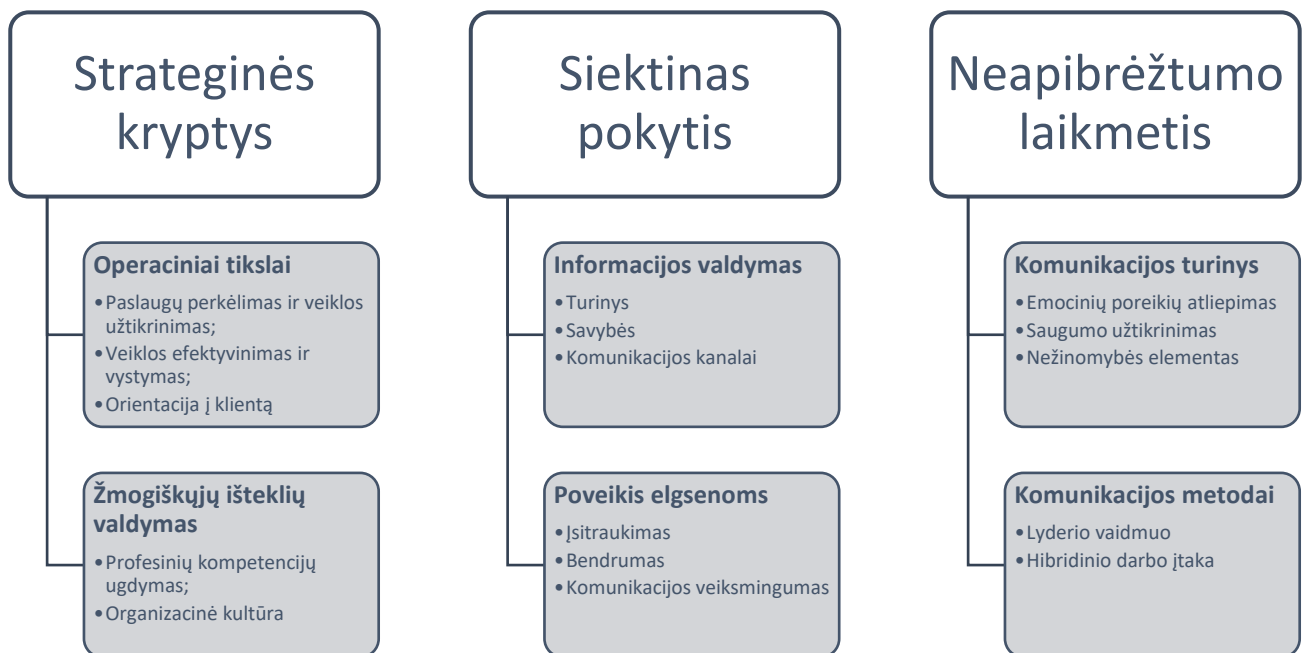 Strateginės
kryptys
Operaciniai tikslai
•Paslaugų perkėlimas ir veiklos
užtikrinimas;
•Veiklos efektyvinimas ir
vystymas;
•Orientacija į klientą
Žmogiškųjų išteklių
valdymas
•Profesinių kompetencijų
ugdymas;
•Organizacinė kultūra
Siektinas
pokytis
Informacijos valdymas
•Turinys
•Savybės
•Komunikacijos kanalai
Poveikis elgsenoms
•Įsitraukimas
•Bendrumas
•Komunikacijos veiksmingumas
Neapibrėžtumo
laikmetis
Komunikacijos turinys
•Emocinių poreikių atliepimas
•Saugumo užtikrinimas
•Nežinomybės elementas
Komunikacijos metodai
•Lyderio vaidmuo
•Hibridinio darbo įtaka